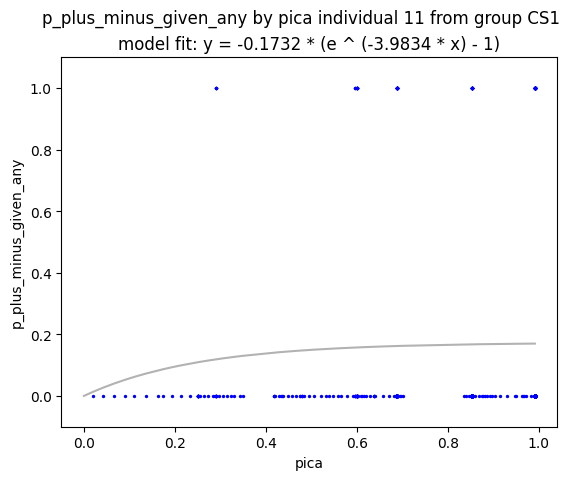 p_plus_minus_given_any by pica individual 11 from group CS1
model fit: y = -0.1732 * (e ^ (-3.9834 * x) - 1)
1.0
0.8
0.6
0.4
0.2
0.0
p_plus_minus_given_any
0.0 0.2 0.4 0.6 0.8 1.0
pica